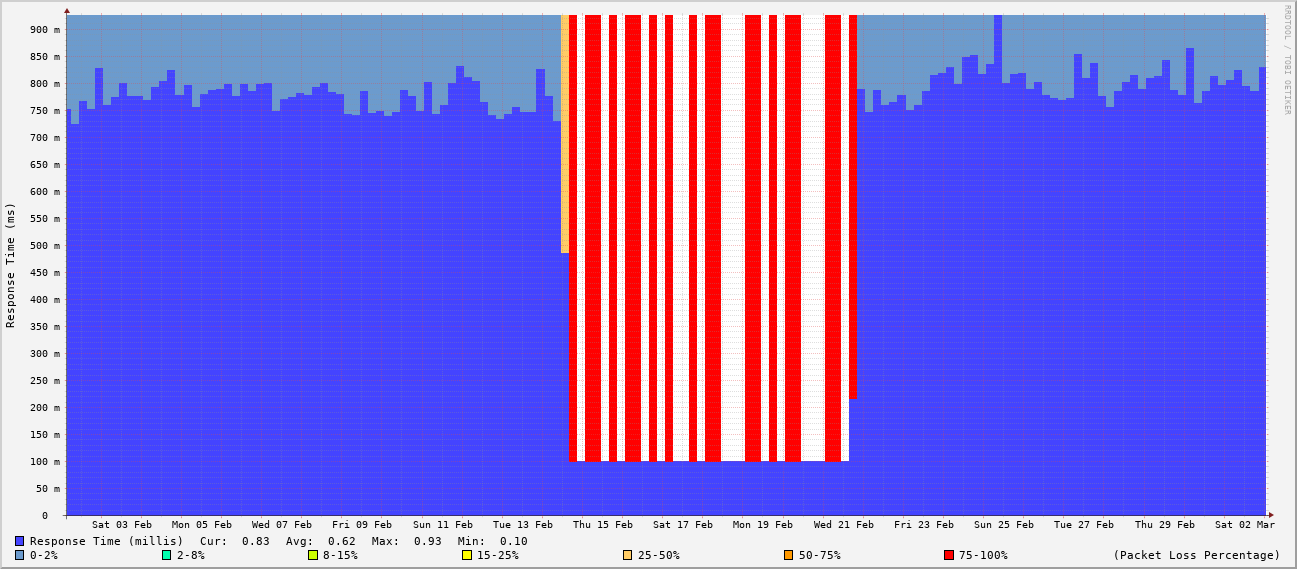 RRDTOOL / TOBI OETIKER
Response Time (ms)
900 m
850 m
800 m
750 m
700 m
650 m
600 m
550 m
500 m
450 m
400 m
350 m
300 m
250 m
200 m
150 m
100 m
50 m
0
Sat 03 Feb Mon 05 Feb Wed 07 Feb Fri 09 Feb Sun 11 Feb Tue 13 Feb Thu 15 Feb Sat 17 Feb Mon 19 Feb Wed 21 Feb Fri 23 Feb Sun 25 Feb Tue 27 Feb Thu 29 Feb Sat 02 Mar
Response Time (millis) Cur: 0.83 Avg: 0.62 Max: 0.93 Min: 0.10
0-2% 2-8% 8-15% 15-25% 25-50% 50-75% 75-100% (Packet Loss Percentage)